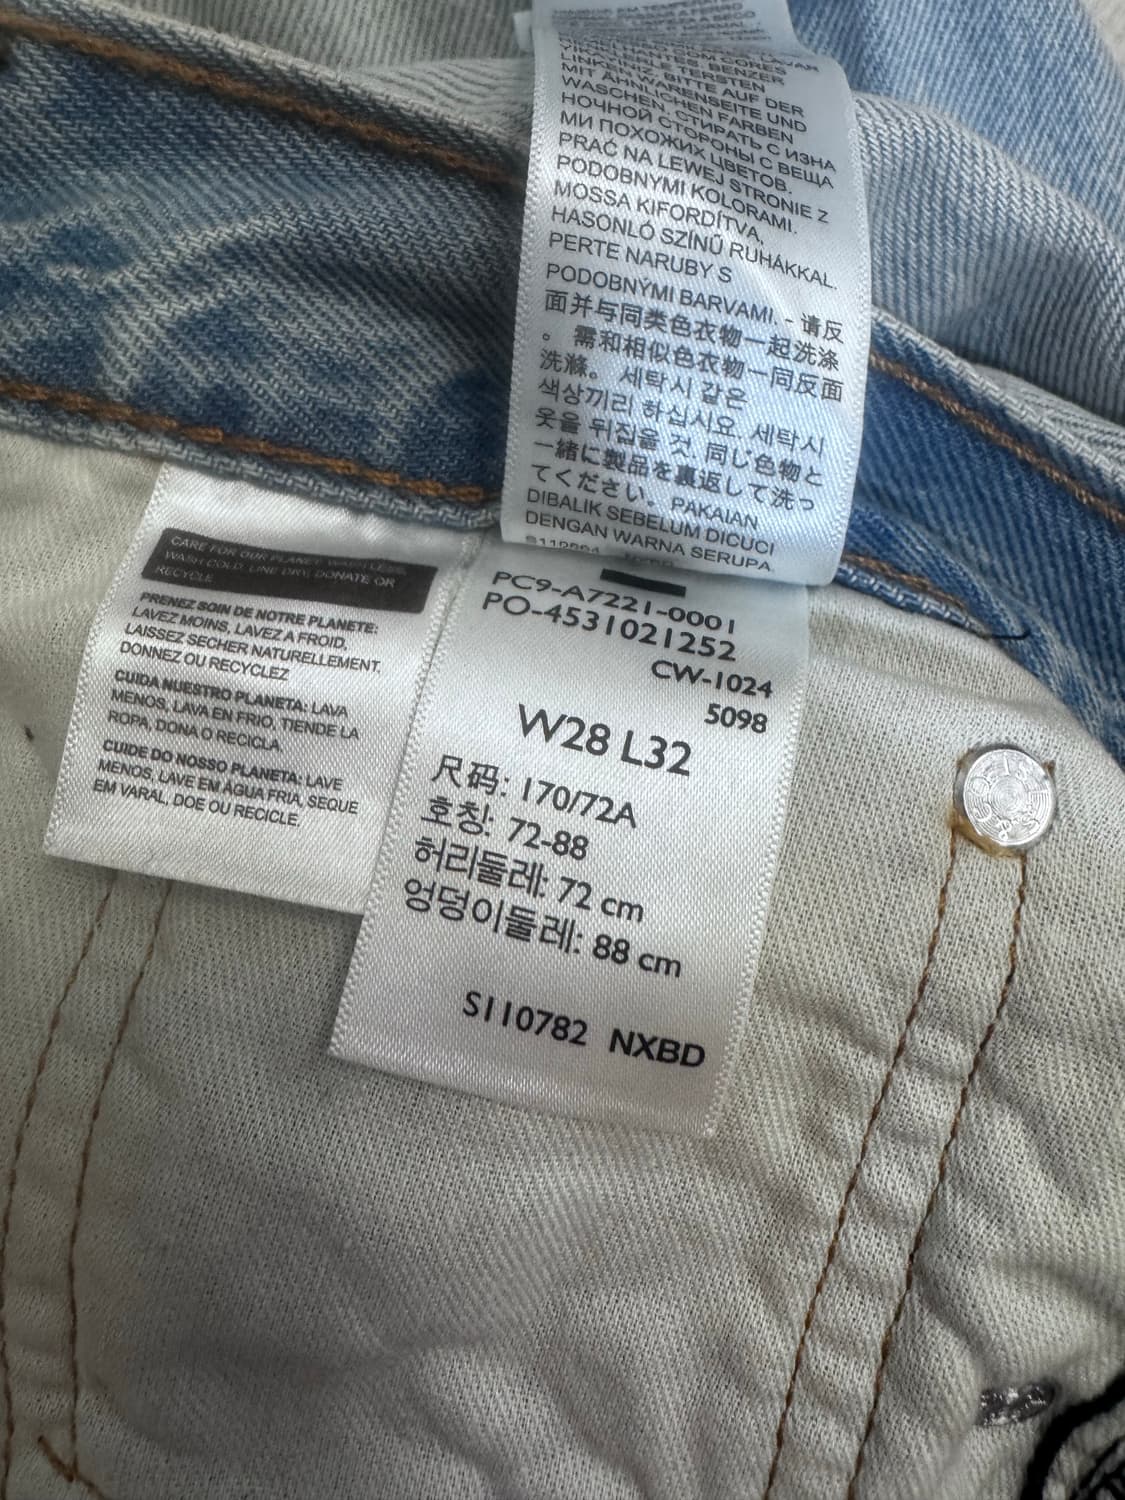 LINKEN IZ. BITTE AUF DER
MIT ÄHNLICHEN FARBEN
WASCHEN. СТИРАТЬ С ИЗНА
НОЧНОЙ СТОРОНЫ С ВЕЩА
МИ ПОХОЖИХ ЦВЕТОВ.
PRAĆ NA LEWEJ STRONIE Z
PODOBNYMI KOLORAMI.
MOSSA KIFORDÍTVA,
HASONLÓ SZÍNŰ RUHÁKKAL.
PERTE NARUBY S
PODOBNÝMI BARVAMI. - 请反
面并与同类色衣物一起洗涤
。 需和相似色衣物一同反面
洗滌。 세탁시 같은
색상끼리 하십시요. 세탁시
옷을 뒤집을 것. 同じ色物と
一緒に製品を裏返して洗っ
てください。 PAKAIAN
DIBALIK SEBELUM DICUCI
DENGAN WARNA SERUPA.
CARE FOR OUR PLANET: WASH LESS,
WASH COLD, LINE DRY, DONATE OR
RECYCLE
PRENEZ SOIN DE NOTRE PLANETE:
LAVEZ MOINS, LAVEZ A FROID,
LAISSEZ SECHER NATURELLEMENT,
DONNEZ OU RECYCLEZ
CUIDA NUESTRO PLANETA: LAVA
MENOS, LAVA EN FRIO, TIENDE LA
ROPA, DONA O RECICLA.
CUIDE DO NOSSO PLANETA: LAVE
MENOS, LAVE EM ÁGUA FRIA, SEQUE
EM VARAL, DOE OU RECICLE.
PC9-A7221-0001
PO-4531021252
CW-1024
5098
W28 L32
尺码: 170/72A
호칭: 72-88
허리둘레: 72 cm
엉덩이둘레: 88 cm
S110782 NXBD